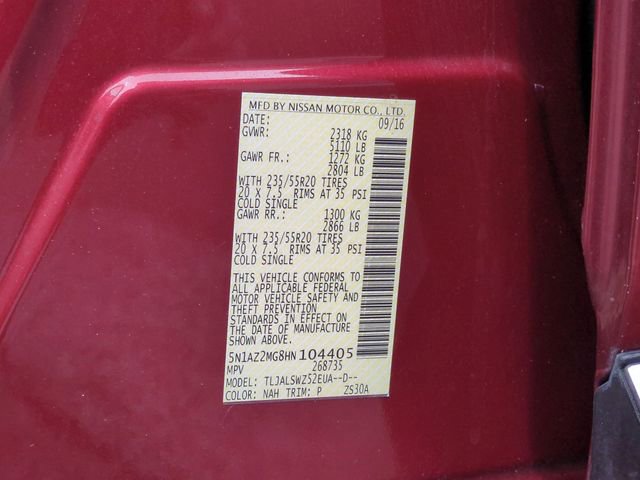 MFD BY NISSAN MOTOR CO., LTD.
DATE: 09/16
GVWR: 2318 KG
5110 LB
GAWR FR.: 1272 KG
2804 LB
WITH 235/55R20 TIRES
20 X 7.5 RIMS AT 35 PSI
COLD SINGLE
GAWR RR.: 1300 KG
2866 LB
WITH 235/55R20 TIRES
20 X 7.5 RIMS AT 35 PSI
COLD SINGLE
THIS VEHICLE CONFORMS TO
ALL APPLICABLE FEDERAL
MOTOR VEHICLE SAFETY AND
THEFT PREVENTION
STANDARDS IN EFFECT ON
THE DATE OF MANUFACTURE
SHOWN ABOVE.
5N1AZ2MG8HN104405
MPV 268735
MODEL: TLJALSWZ52EUA--D--
COLOR: NAH TRIM: P ZS30A